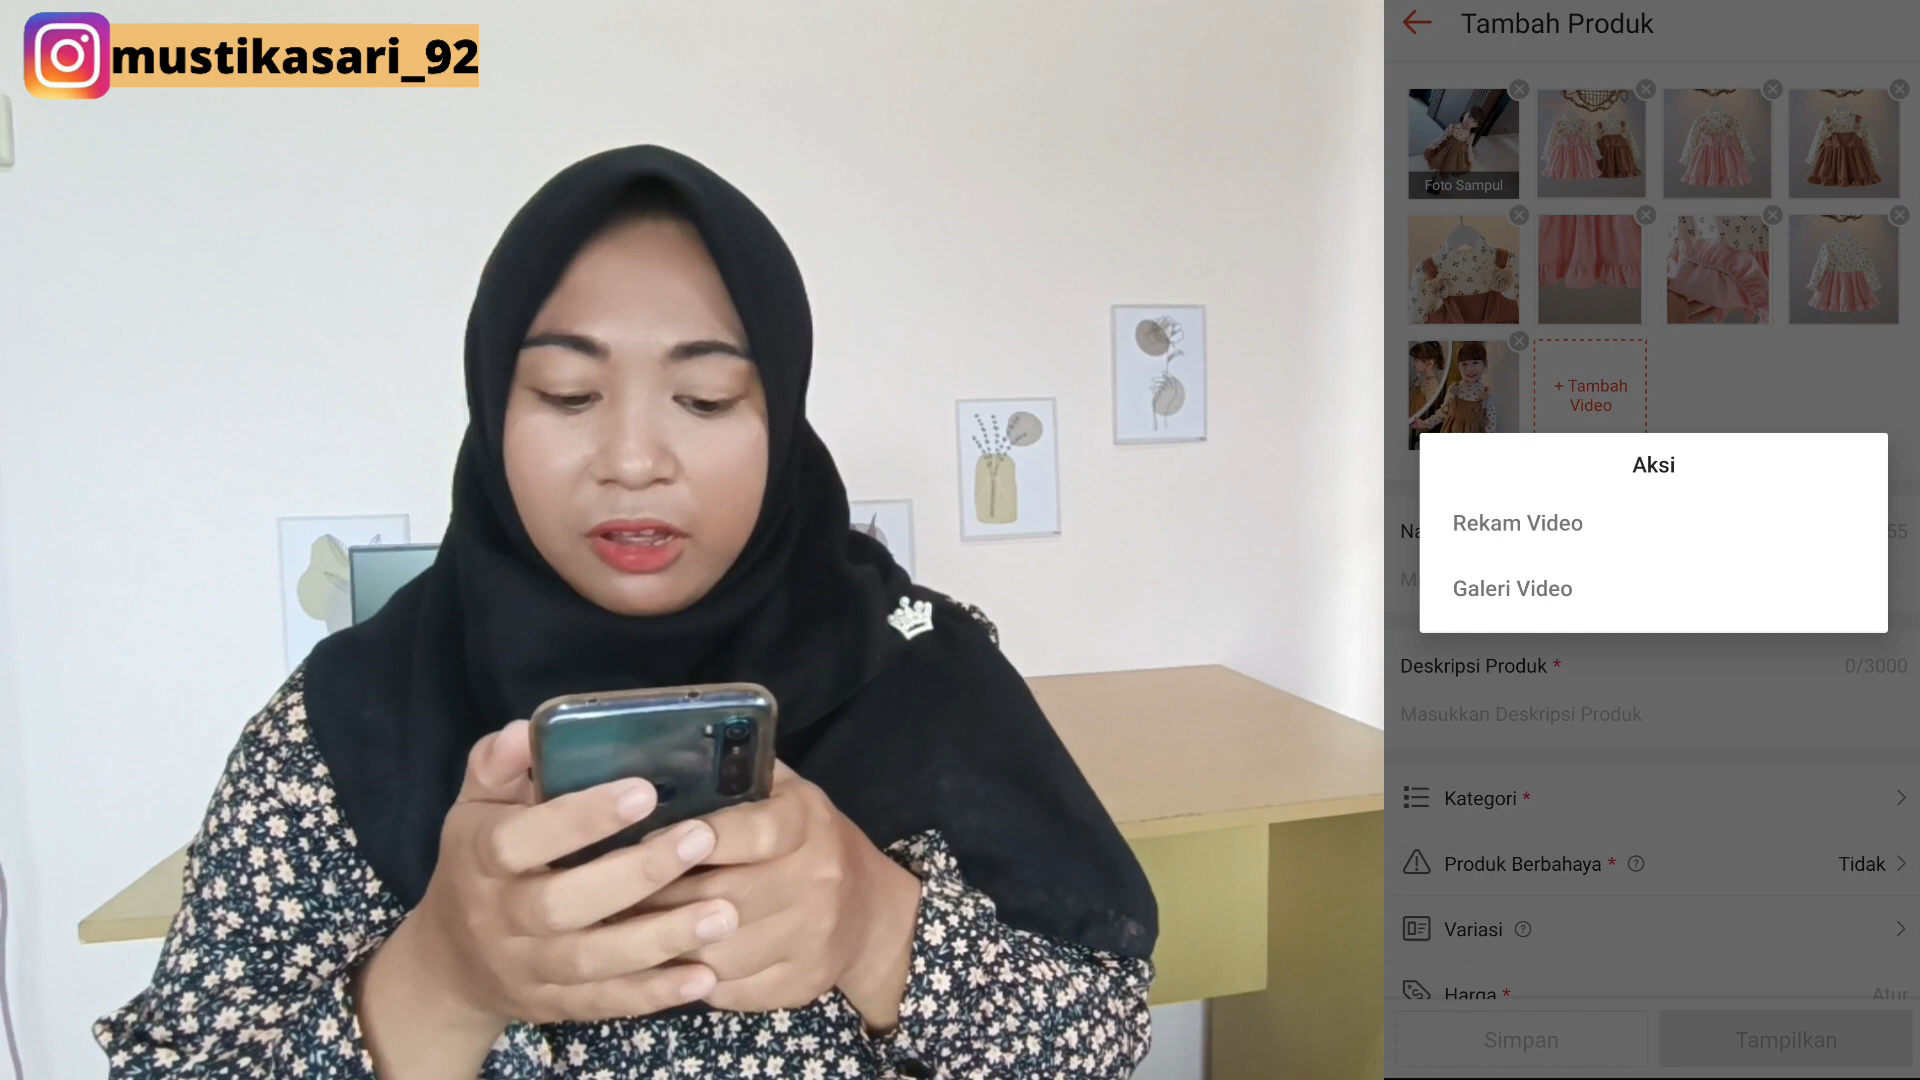 mustikasari_92
Tambah Produk
Foto Sampul
+ Tambah
Video
Aksi
Rekam Video
Galeri Video
Deskripsi Produk *
0/3000
Masukkan Deskripsi Produk
Kategori *
Produk Berbahaya *
Tidak
Variasi
Harga *
Atur
Simpan
Tampilkan